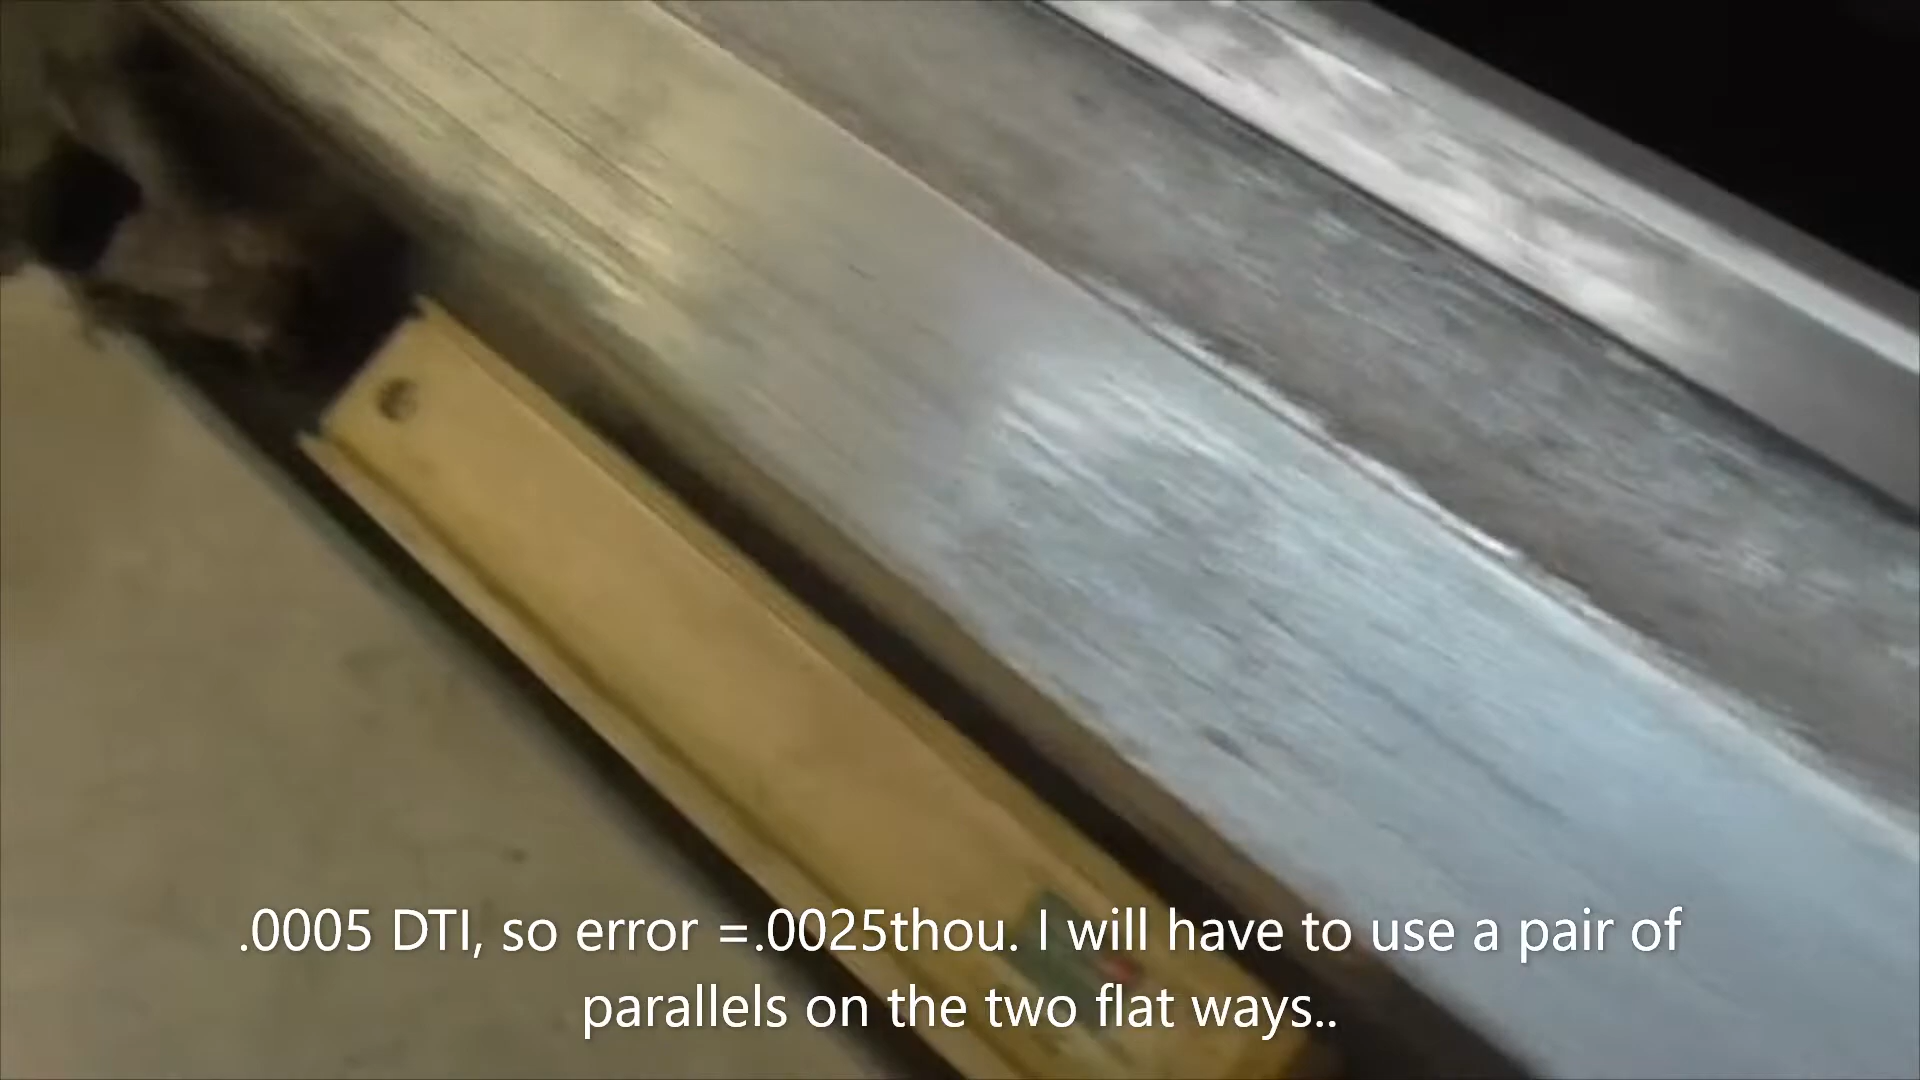 .0005 DTI, so error =.0025thou. I will have to use a pair of
parallels on the two flat ways..